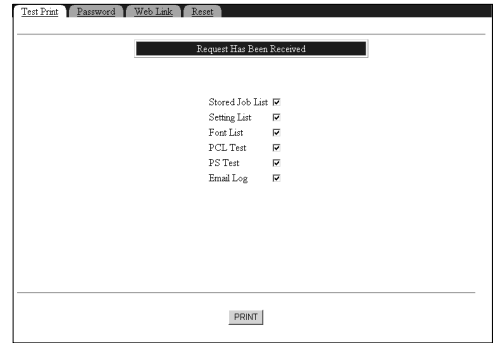 Test Print Password Web Link Reset
Request Has Been Received
Stored Job List
Setting List
Font List
PCL Test
PS Test
Email Log
PRINT